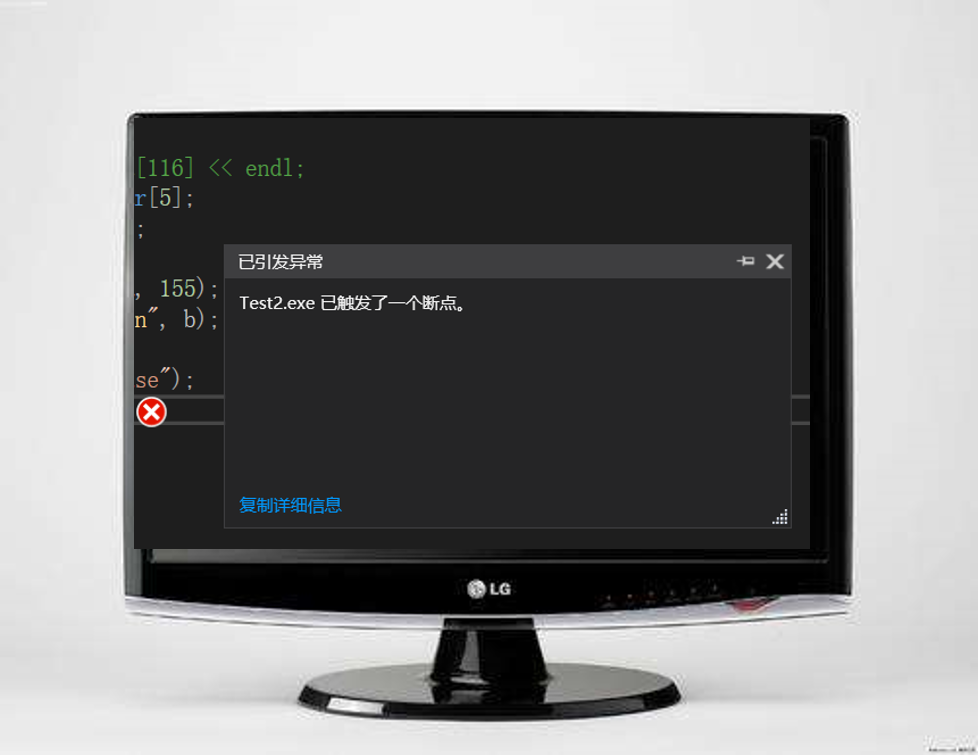 [116] << endl;
r[5];
;
已引发异常
, 155);
Test2.exe 已触发了一个断点。
n", b);
se");
复制详细信息
LG